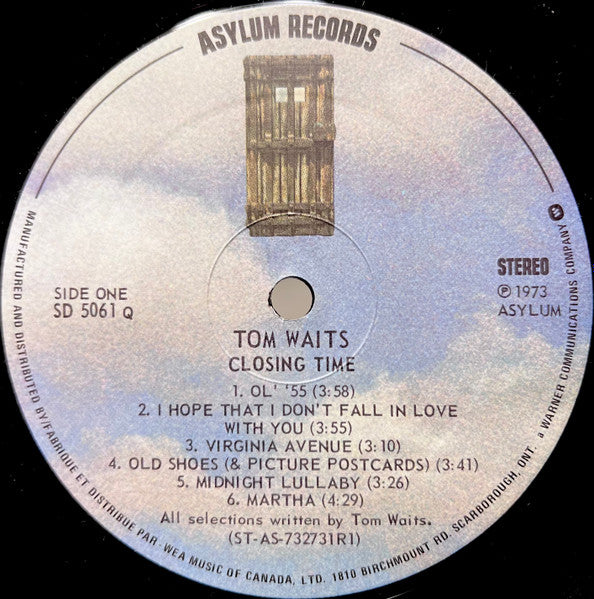 ASYLUM RECORDS
SIDE ONE
SD 5061 Q
STEREO
Ⓟ 1973
ASYLUM
TOM WAITS
CLOSING TIME
1. OL' '55 (3:58)
2. I HOPE THAT I DON'T FALL IN LOVE
WITH YOU (3:55)
3. VIRGINIA AVENUE (3:10)
4. OLD SHOES (& PICTURE POSTCARDS) (3:41)
5. MIDNIGHT LULLABY (3:26)
6. MARTHA (4:29)
All selections written by Tom Waits.
(ST-AS-732731R1)
MANUFACTURED AND DISTRIBUTED BY/FABRIQUE ET DISTRIBUE PAR WEA MUSIC OF CANADA, LTD. 1810 BIRCHMOUNT RD. SCARBOROUGH, ONT. a WARNER COMMUNICATIONS COMPANY